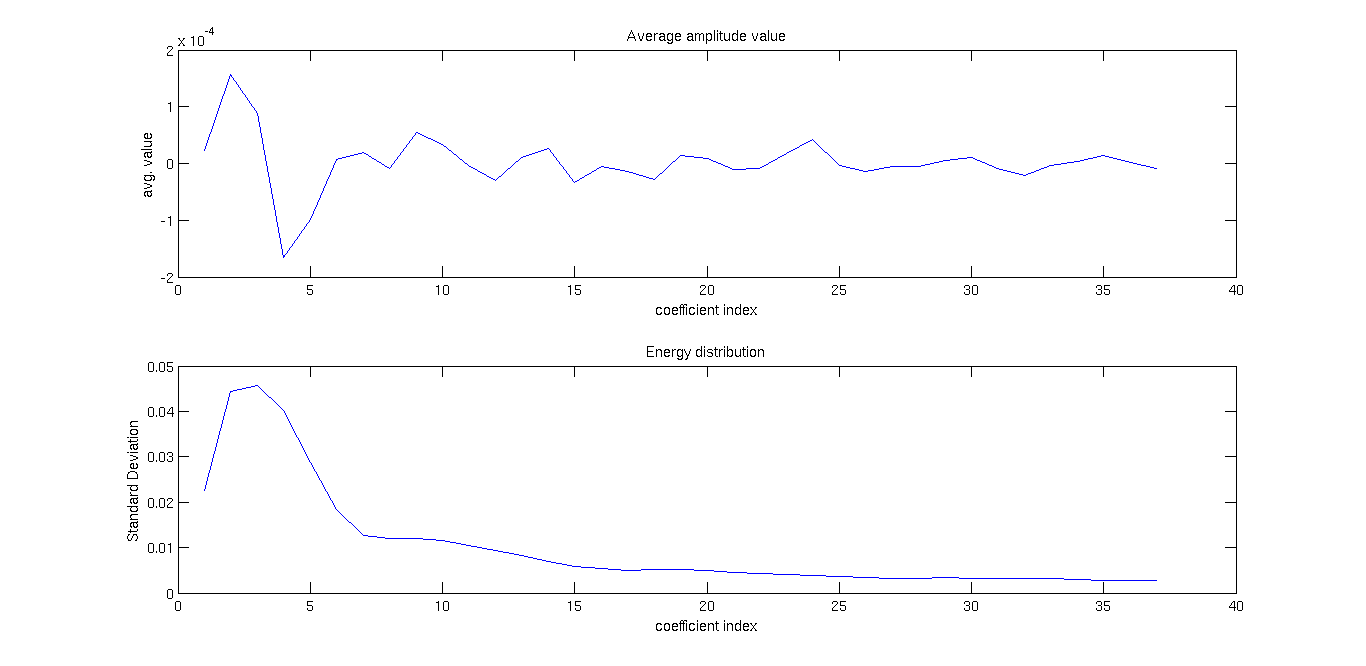 Average amplitude value
x 10^-4
2
1
0
-1
-2
avg. value
0 5 10 15 20 25 30 35 40
coefficient index
Energy distribution
0.05
0.04
0.03
0.02
0.01
0
Standard Deviation
0 5 10 15 20 25 30 35 40
coefficient index